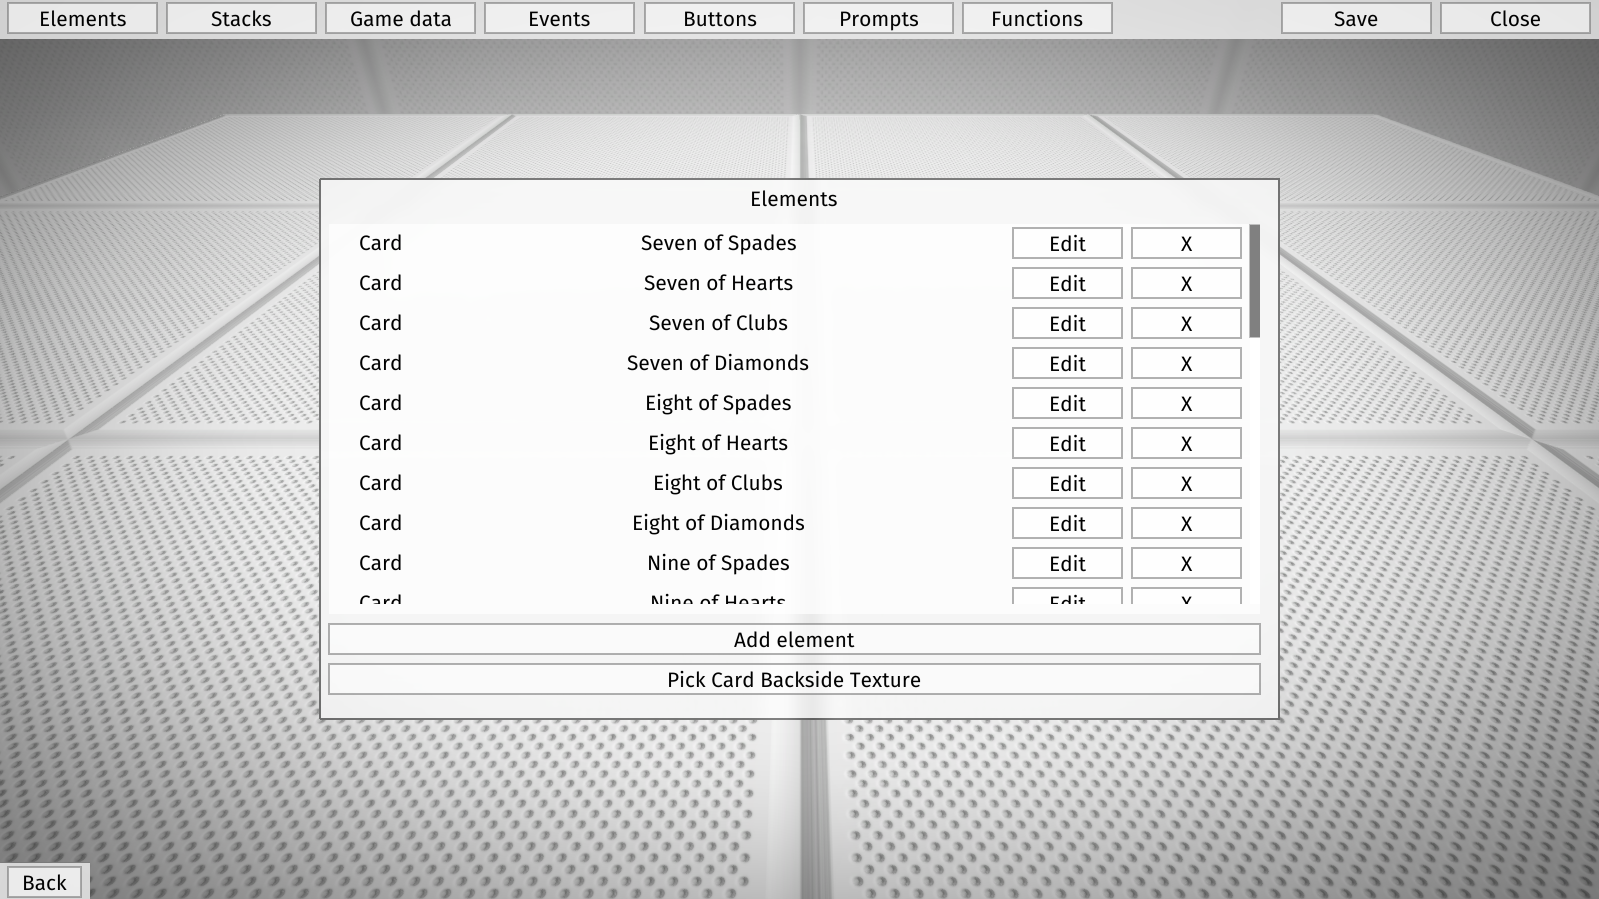 Elements Stacks Game data Events Buttons Prompts Functions Save Close
Elements
Card Seven of Spades Edit X
Card Seven of Hearts Edit X
Card Seven of Clubs Edit X
Card Seven of Diamonds Edit X
Card Eight of Spades Edit X
Card Eight of Hearts Edit X
Card Eight of Clubs Edit X
Card Eight of Diamonds Edit X
Card Nine of Spades Edit X
Card Nine of Hearts Edit X
Add element
Pick Card Backside Texture
Back